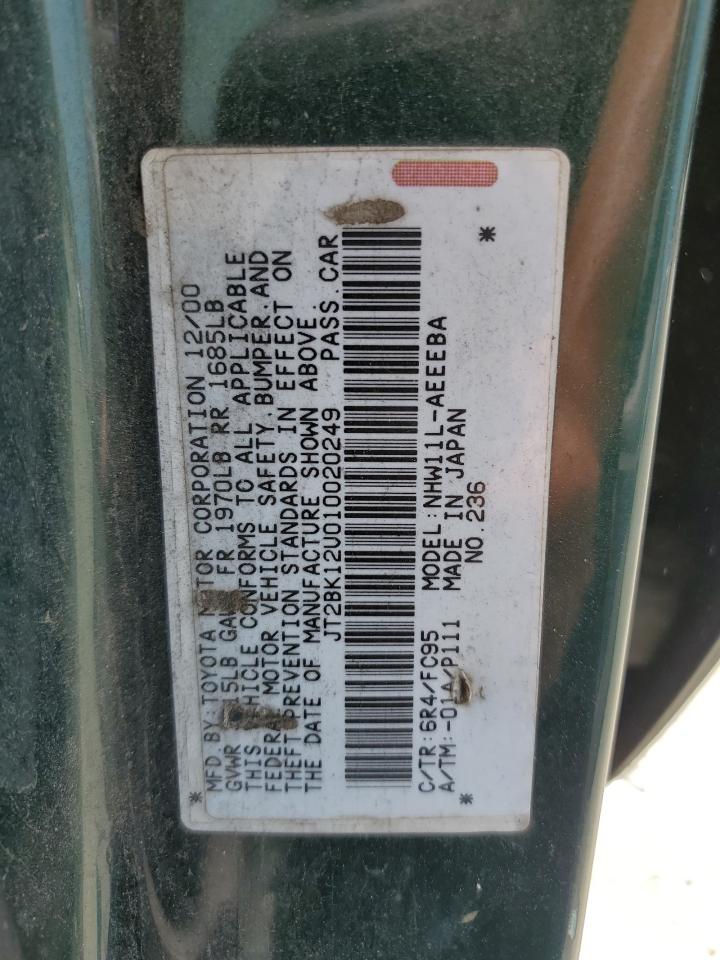 MFD. BY: TOYOTA MOTOR CORPORATION 12/00
GVWR GA FR 1970LB RR 1685LB
THIS VEHICLE CONFORMS TO ALL APPLICABLE
FEDERAL MOTOR VEHICLE SAFETY, BUMPER, AND
THEFT PREVENTION STANDARDS IN EFFECT ON
THE DATE OF MANUFACTURE SHOWN ABOVE.
JT2BK12U010020249 PASS. CAR
C/TR: 6R4/FC95 MODEL: NHW11L-AEEEBA
A/TM: -01A/P111 MADE IN JAPAN
NO. 236